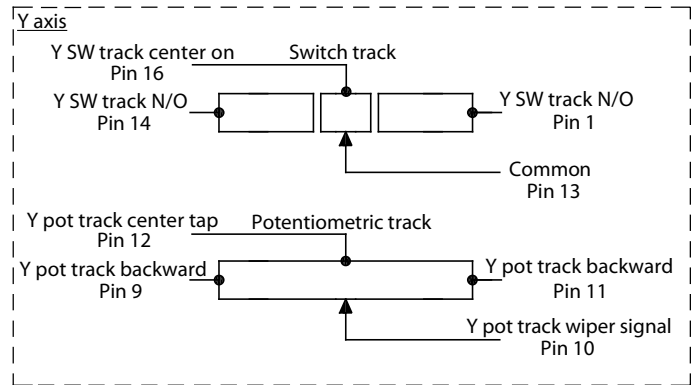 Y axis
Y SW track center on
Pin 16
Switch track
Y SW track N/O
Pin 14
Y SW track N/O
Pin 1
Common
Pin 13
Y pot track center tap
Pin 12
Potentiometric track
Y pot track backward
Pin 9
Y pot track backward
Pin 11
Y pot track wiper signal
Pin 10